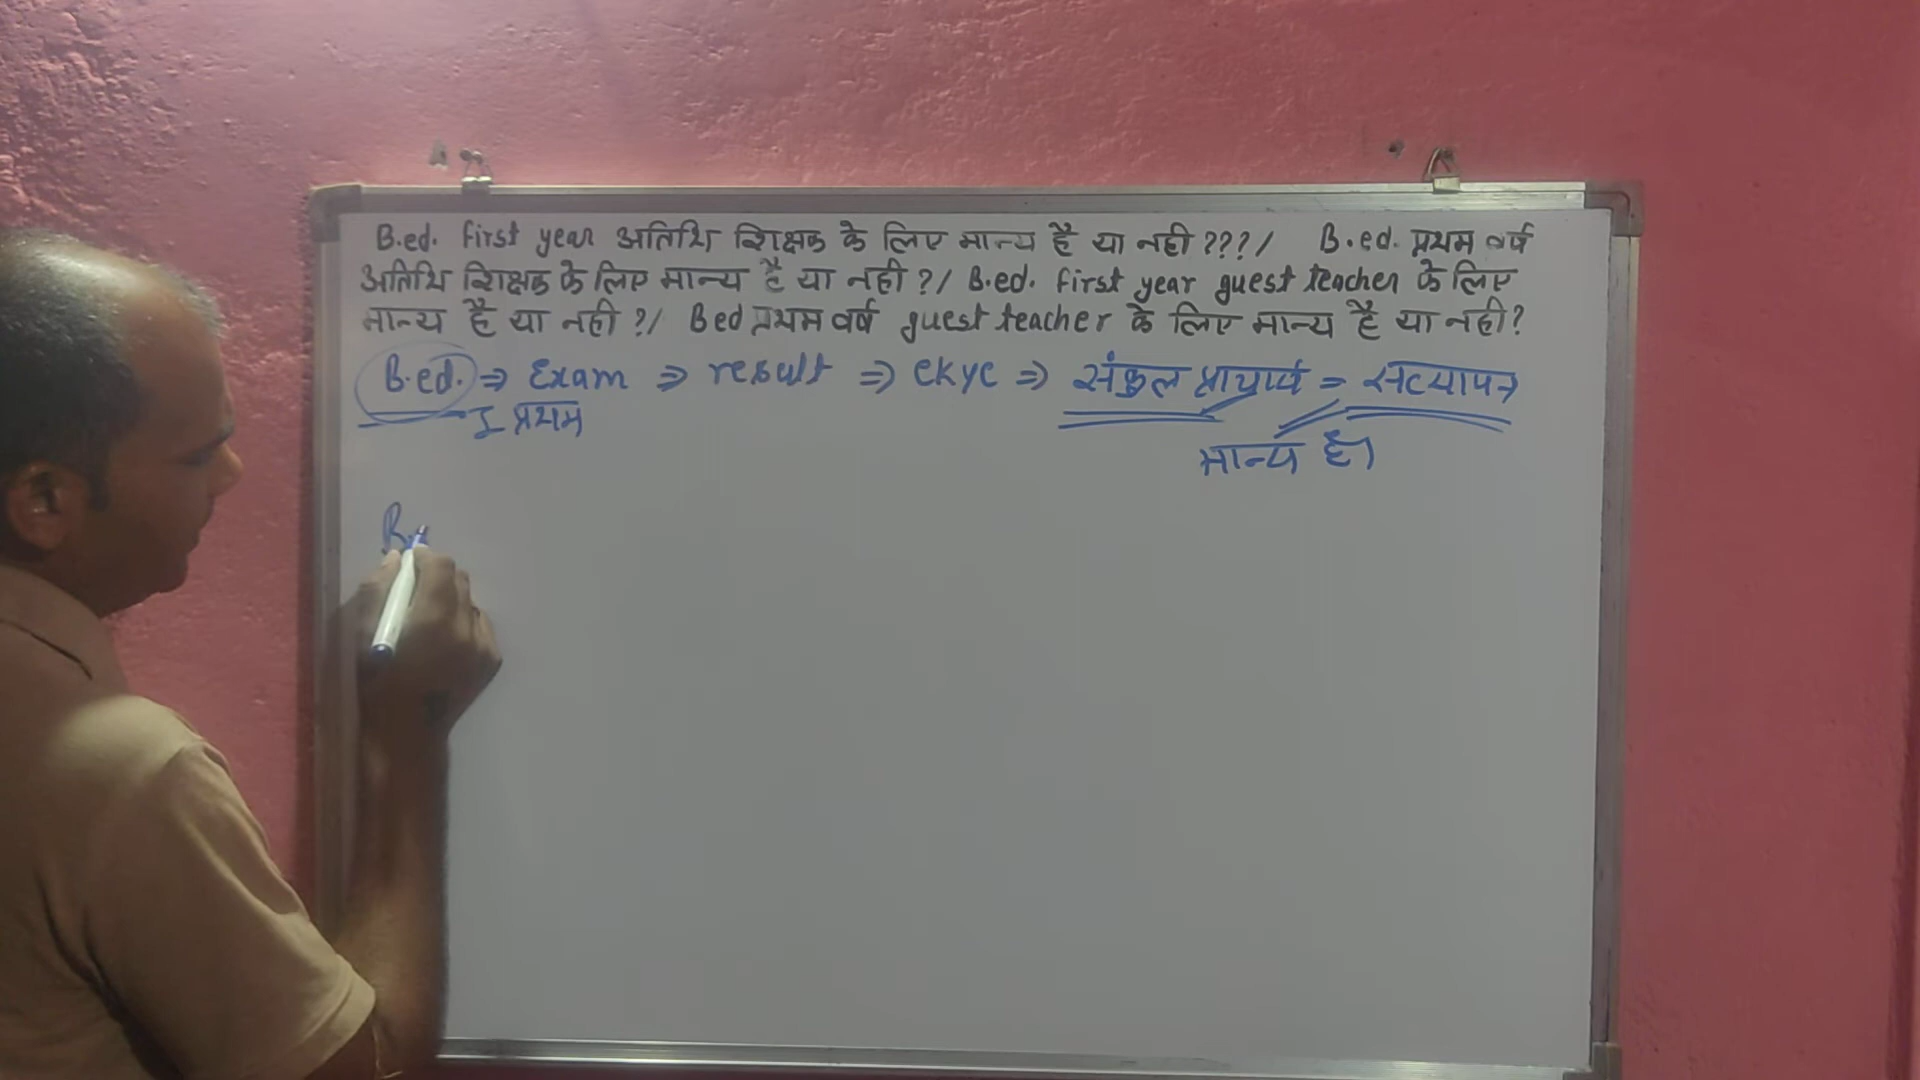 B.ed. first year अतिथि शिक्षक के लिए मान्य है या नही ???/ B.ed. प्रथम वर्ष
अतिथि शिक्षक के लिए मान्य है या नही ?/ B.ed. first year guest teacher के लिए
मान्य है या नही ?/ Bed प्रथम वर्ष guest teacher के लिए मान्य है या नही?
B.ed. ⇒ Exam ⇒ result ⇒ ekyc ⇒ संकुल प्राचार्य = सत्यापन
I प्रथम
मान्य है।
B.